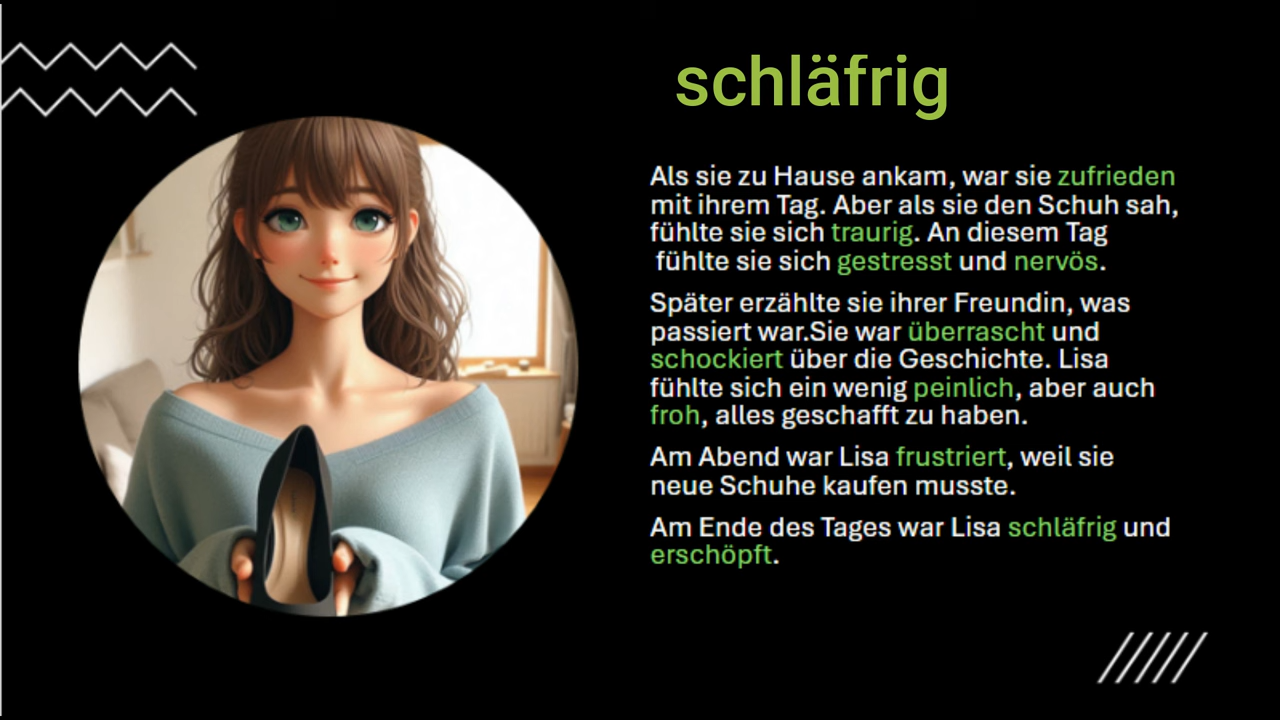 schläfrig
Als sie zu Hause ankam, war sie zufrieden
mit ihrem Tag. Aber als sie den Schuh sah,
fühlte sie sich traurig. An diesem Tag
fühlte sie sich gestresst und nervös.
Später erzählte sie ihrer Freundin, was
passiert war.Sie war überrascht und
schockiert über die Geschichte. Lisa
fühlte sich ein wenig peinlich, aber auch
froh, alles geschafft zu haben.
Am Abend war Lisa frustriert, weil sie
neue Schuhe kaufen musste.
Am Ende des Tages war Lisa schläfrig und
erschöpft.